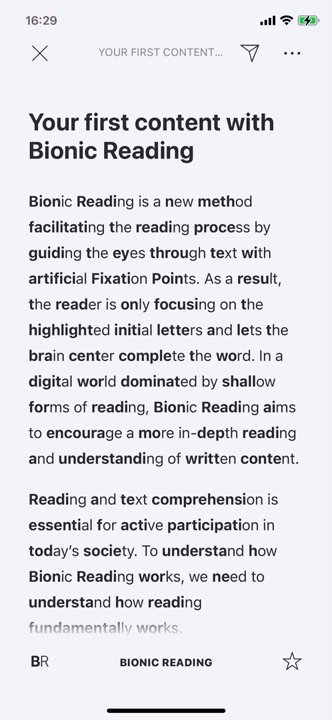 16:29
YOUR FIRST CONTENT...
Your first content with
Bionic Reading
Bionic Reading is a new method
facilitating the reading process by
guiding the eyes through text with
artificial Fixation Points. As a result,
the reader is only focusing on the
highlighted initial letters and lets the
brain center complete the word. In a
digital world dominated by shallow
forms of reading, Bionic Reading aims
to encourage a more in-depth reading
and understanding of written content.
Reading and text comprehension is
essential for active participation in
today’s society. To understand how
Bionic Reading works, we need to
understand how reading
fundamentally works.
BR
BIONIC READING